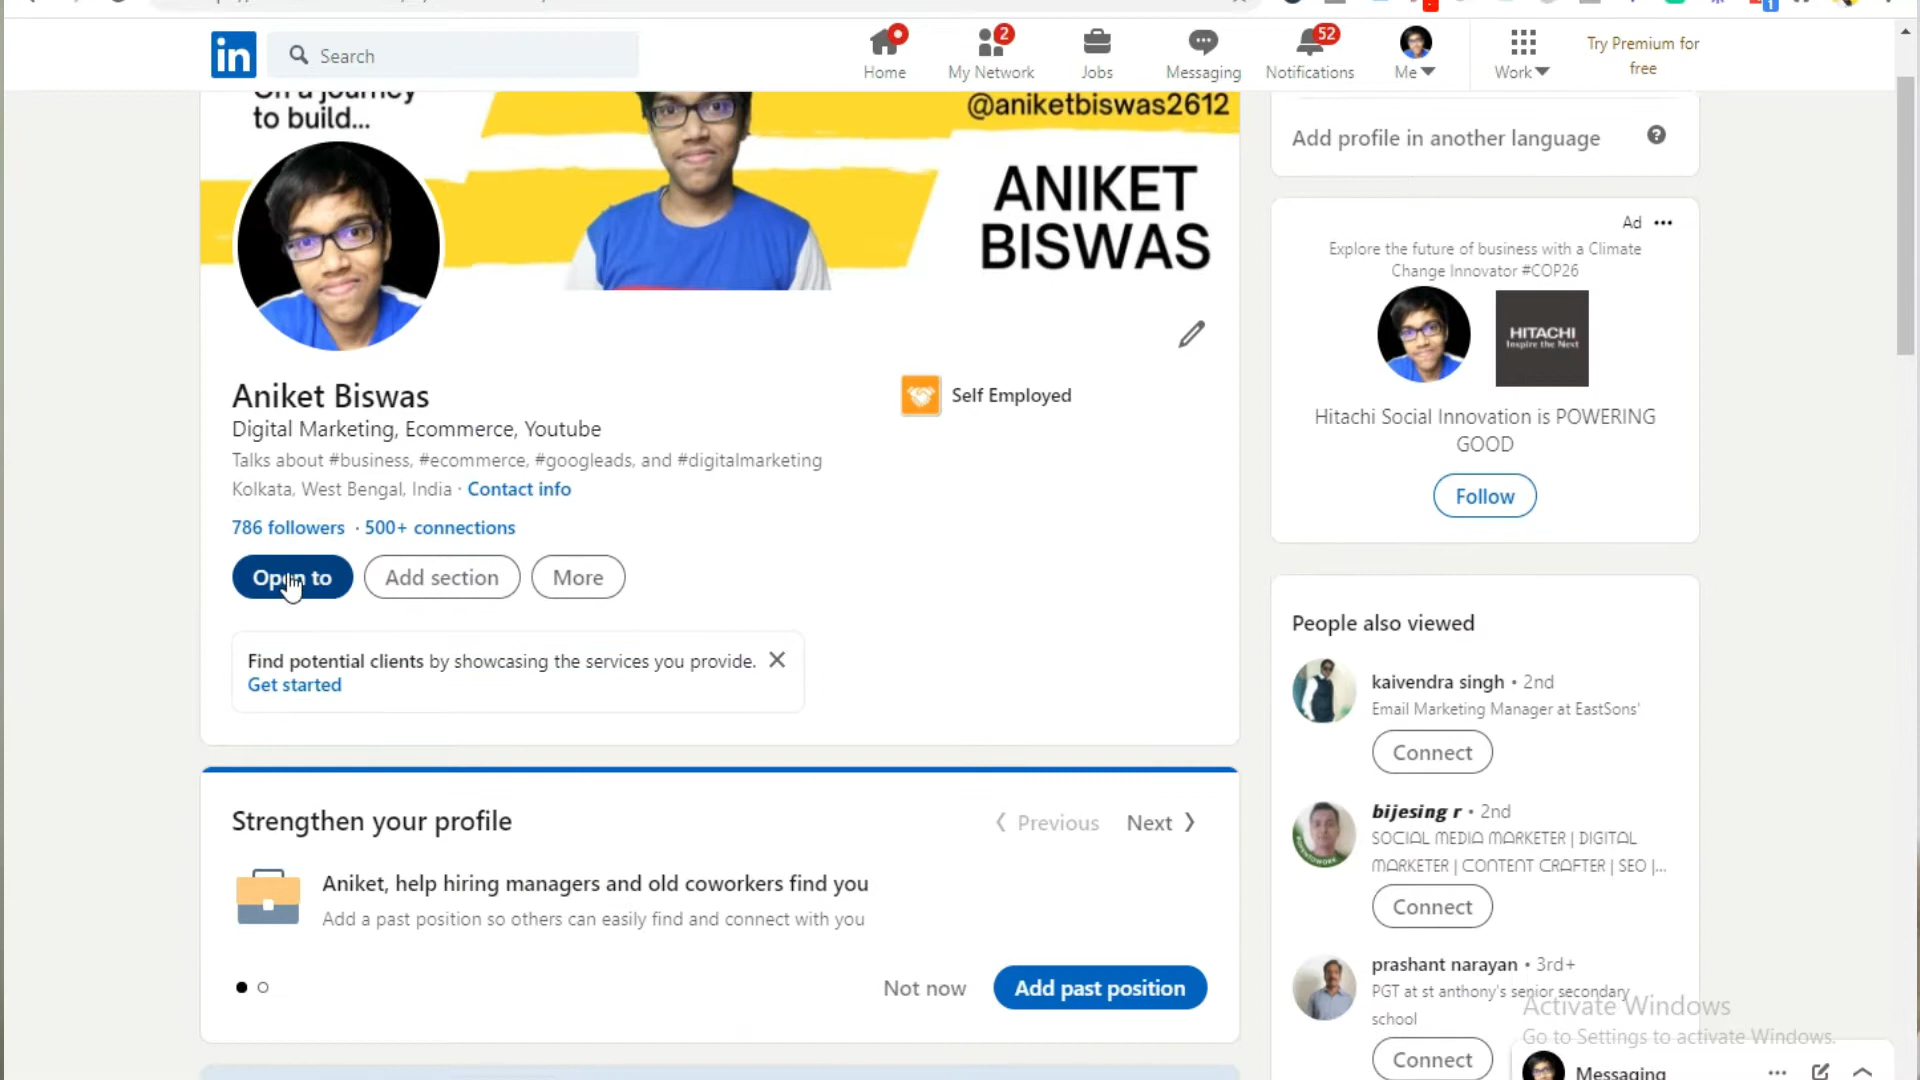 in
Search
Home
2
My Network
Jobs
Messaging
52
Notifications
Me
Work
Try Premium for
free
On a journey
to build...
@aniketbiswas2612
ANIKET
BISWAS
Aniket Biswas
Digital Marketing, Ecommerce, Youtube
Talks about #business, #ecommerce, #googleads, and #digitalmarketing
Kolkata, West Bengal, India · Contact info
786 followers · 500+ connections
Self Employed
Open to
Add section
More
Find potential clients by showcasing the services you provide.
Get started
Strengthen your profile
Previous
Next
Aniket, help hiring managers and old coworkers find you
Add a past position so others can easily find and connect with you
Not now
Add past position
Add profile in another language
Ad
Explore the future of business with a Climate
Change Innovator #COP26
HITACHI
Inspire the Next
Hitachi Social Innovation is POWERING
GOOD
Follow
People also viewed
kaivendra singh • 2nd
Email Marketing Manager at EastSons'
Connect
bijesing r • 2nd
SOCIAL MEDIA MARKETER | DIGITAL
MARKETER | CONTENT CRAFTER | SEO |...
Connect
prashant narayan • 3rd+
PGT at st anthony's senior secondary
school
Connect
Activate Windows
Go to Settings to activate Windows.
Messaging